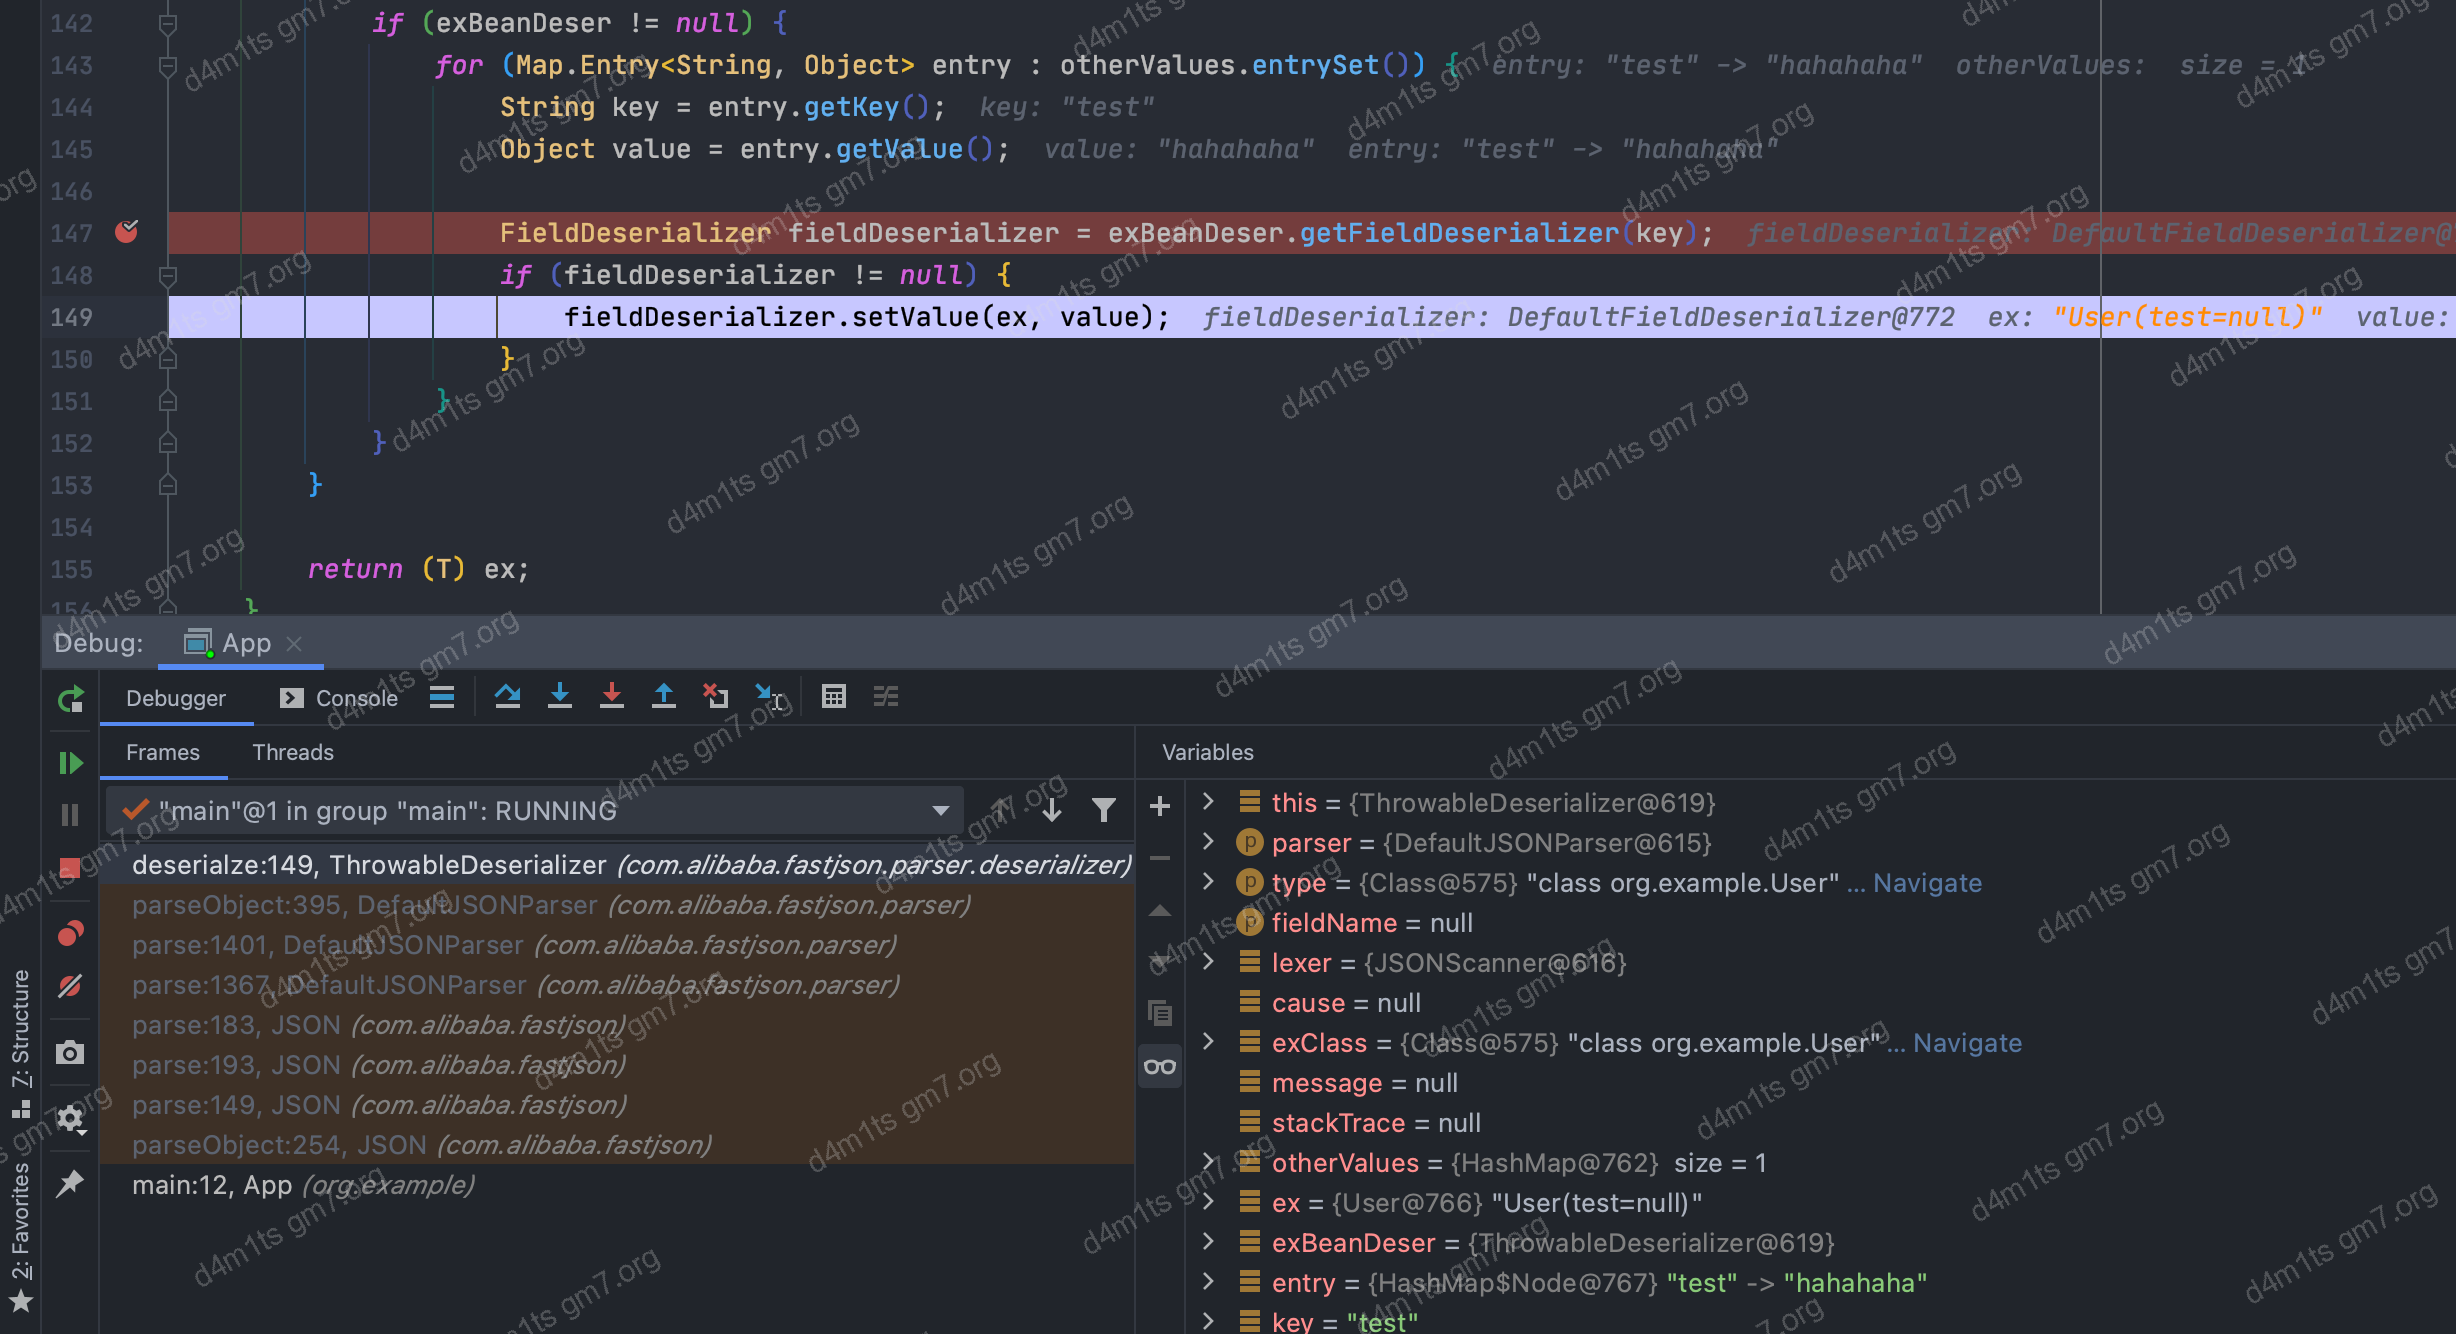 142 if (exBeanDeser != null) {
143 for (Map.Entry<String, Object> entry : otherValues.entrySet()) { entry: "test" -> "hahahaha" otherValues: size = 1
144 String key = entry.getKey(); key: "test"
145 Object value = entry.getValue(); value: "hahahaha" entry: "test" -> "hahahaha"
146
147 FieldDeserializer fieldDeserializer = exBeanDeser.getFieldDeserializer(key); fieldDeserializer: DefaultFieldDeserializer@
148 if (fieldDeserializer != null) {
149 fieldDeserializer.setValue(ex, value); fieldDeserializer: DefaultFieldDeserializer@772 ex: "User(test=null)" value:
150 }
151 }
152 }
153 }
154
155 return (T) ex;
156 }
Debug: App
Debugger Console
Frames Threads
"main"@1 in group "main": RUNNING
deserialze:149, ThrowableDeserializer (com.alibaba.fastjson.parser.deserializer)
parseObject:395, DefaultJSONParser (com.alibaba.fastjson.parser)
parse:1401, DefaultJSONParser (com.alibaba.fastjson.parser)
parse:1367, DefaultJSONParser (com.alibaba.fastjson.parser)
parse:183, JSON (com.alibaba.fastjson)
parse:193, JSON (com.alibaba.fastjson)
parse:149, JSON (com.alibaba.fastjson)
parseObject:254, JSON (com.alibaba.fastjson)
main:12, App (org.example)
Variables
this = {ThrowableDeserializer@619}
parser = {DefaultJSONParser@615}
type = {Class@575} "class org.example.User" ... Navigate
fieldName = null
lexer = {JSONScanner@616}
cause = null
exClass = {Class@575} "class org.example.User" ... Navigate
message = null
stackTrace = null
otherValues = {HashMap@762} size = 1
ex = {User@766} "User(test=null)"
exBeanDeser = {ThrowableDeserializer@619}
entry = {HashMap$Node@767} "test" -> "hahahaha"
key = "test"
7: Structure
2: Favorites
d4m1ts gm7.org